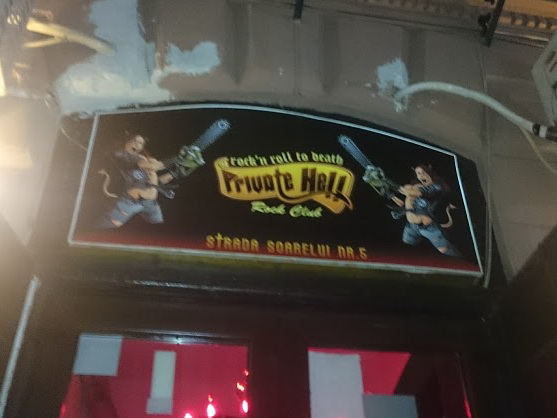 rock'n roll to death
Private Hell
Rock Club
STRADA SOARELUI NR.5